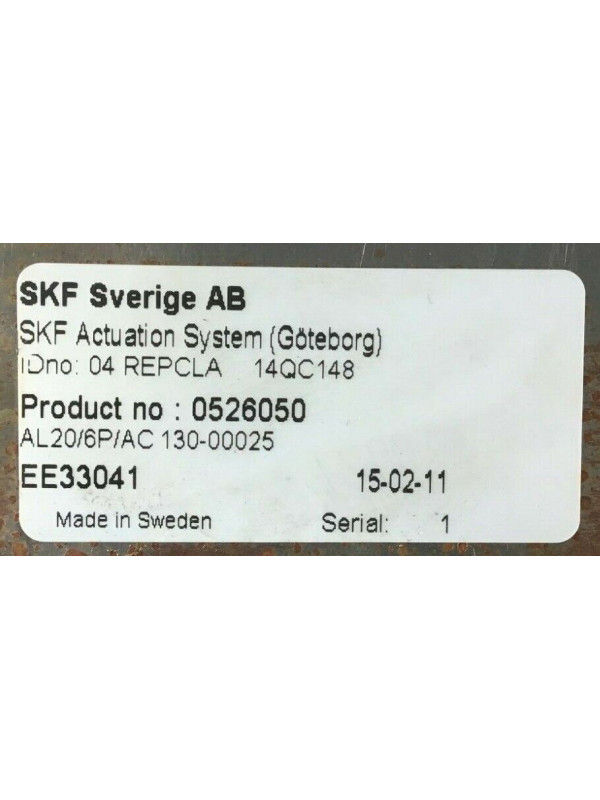 SKF Sverige AB
SKF Actuation System (Göteborg)
IDno: 04 REPCLA 14QC148
Product no : 0526050
AL20/6P/AC 130-00025
EE33041 15-02-11
Made in Sweden Serial: 1